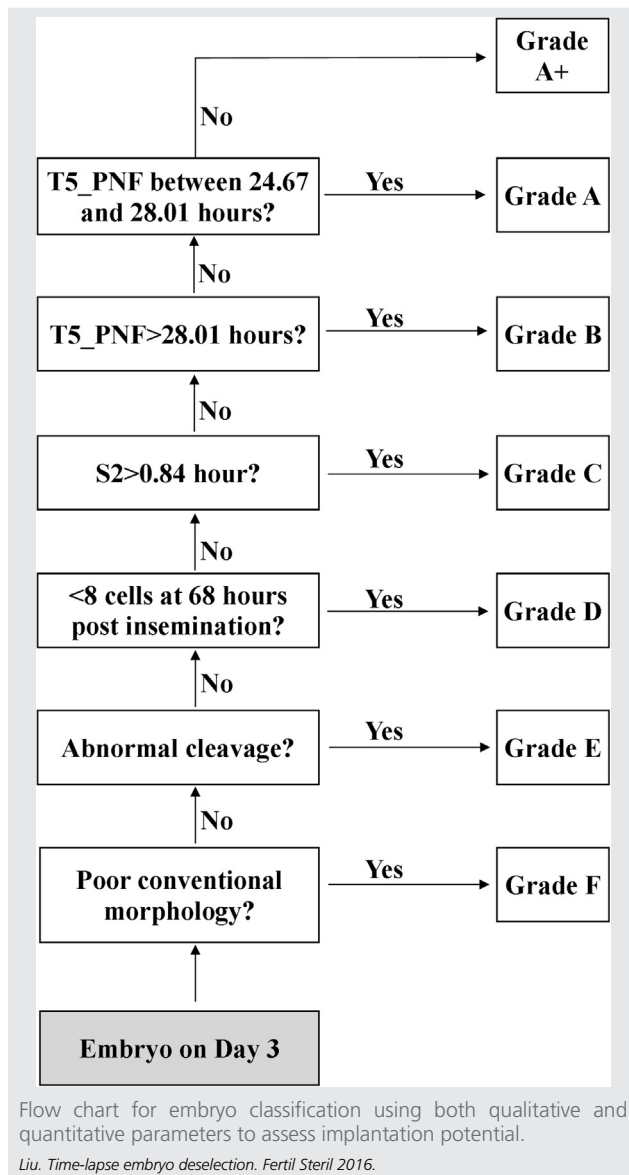 Grade
A+
No
T5_PNF between 24.67
and 28.01 hours?
Yes
Grade A
No
T5_PNF>28.01 hours?
Yes
Grade B
No
S2>0.84 hour?
Yes
Grade C
No
<8 cells at 68 hours
post insemination?
Yes
Grade D
No
Abnormal cleavage?
Yes
Grade E
No
Poor conventional
morphology?
Yes
Grade F
Embryo on Day 3
Flow chart for embryo classification using both qualitative and
quantitative parameters to assess implantation potential.
Liu. Time-lapse embryo deselection. Fertil Steril 2016.